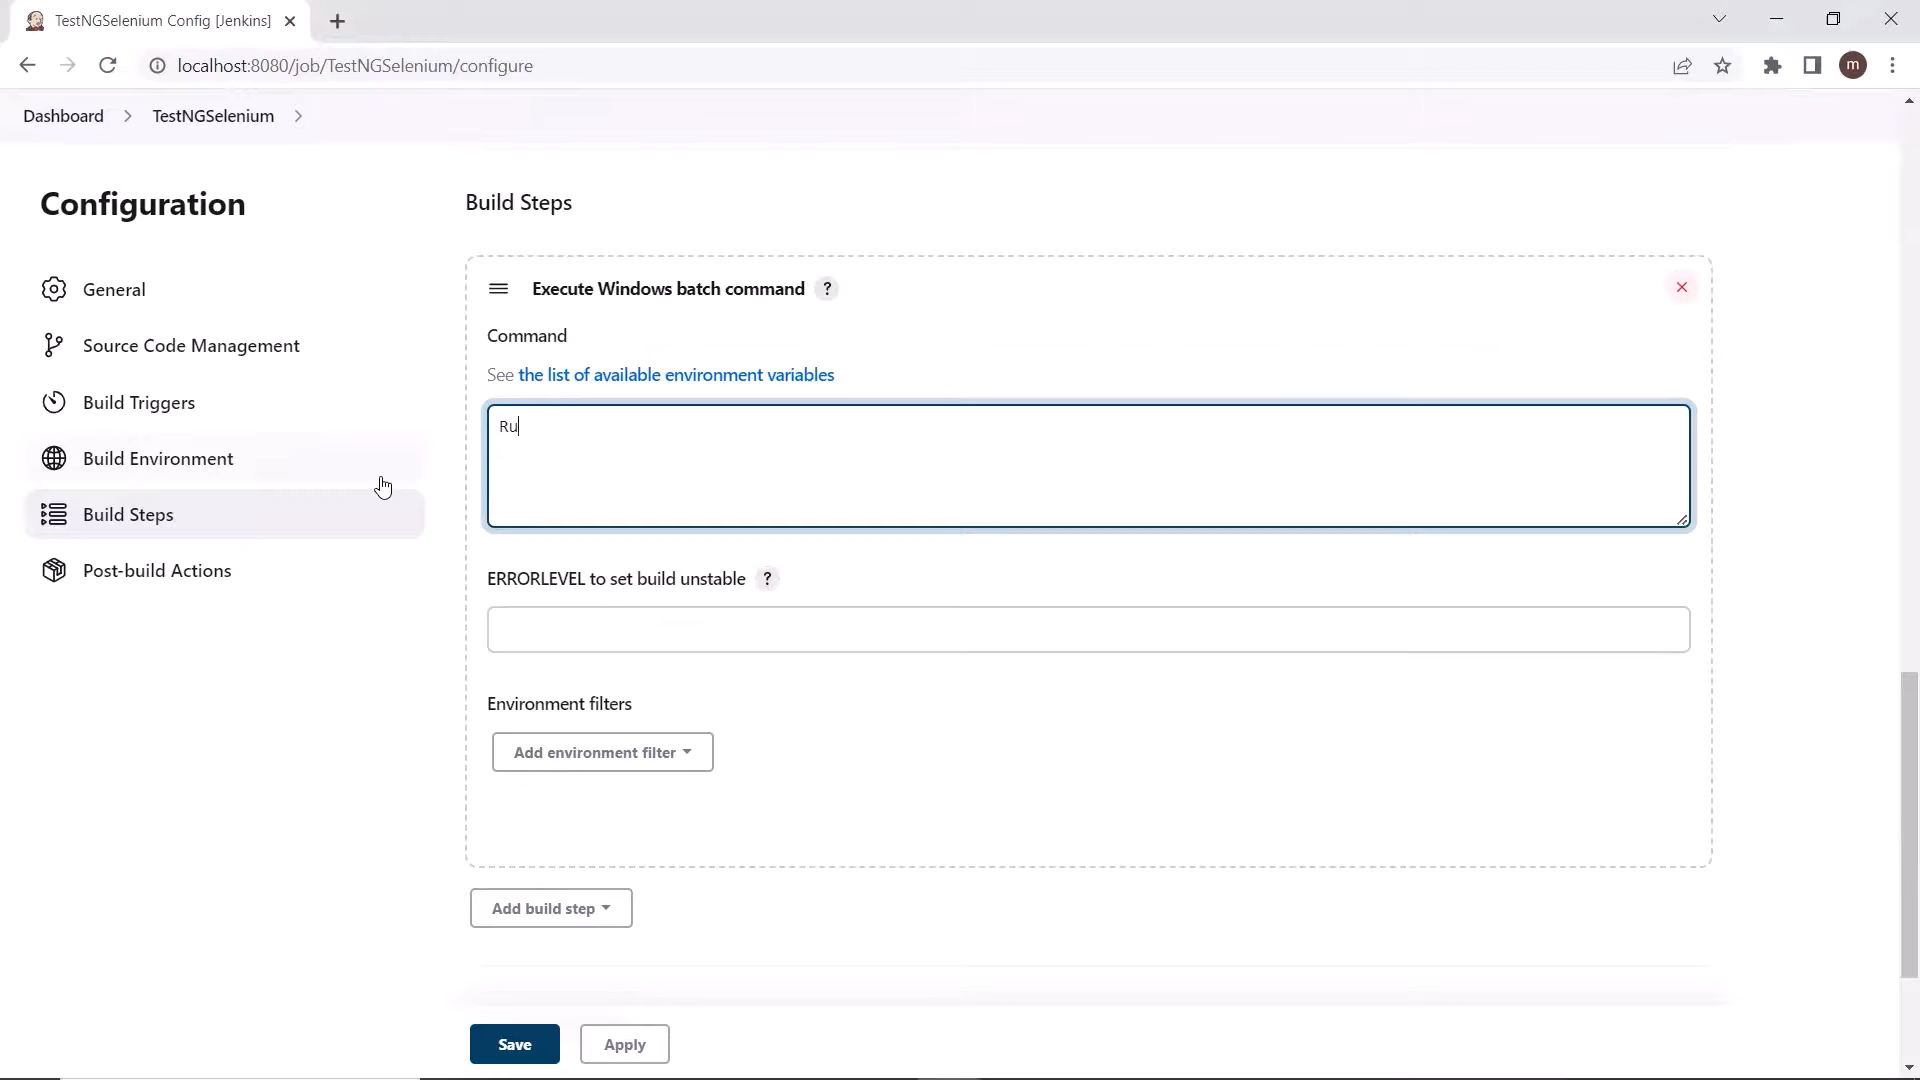 TestNGSelenium Config [Jenkins]
localhost:8080/job/TestNGSelenium/configure
m
Dashboard
TestNGSelenium
Configuration
General
Source Code Management
Build Triggers
Build Environment
Build Steps
Post-build Actions
Build Steps
Execute Windows batch command ?
Command
See the list of available environment variables
Ru
ERRORLEVEL to set build unstable ?
Environment filters
Add environment filter
Add build step
Save
Apply